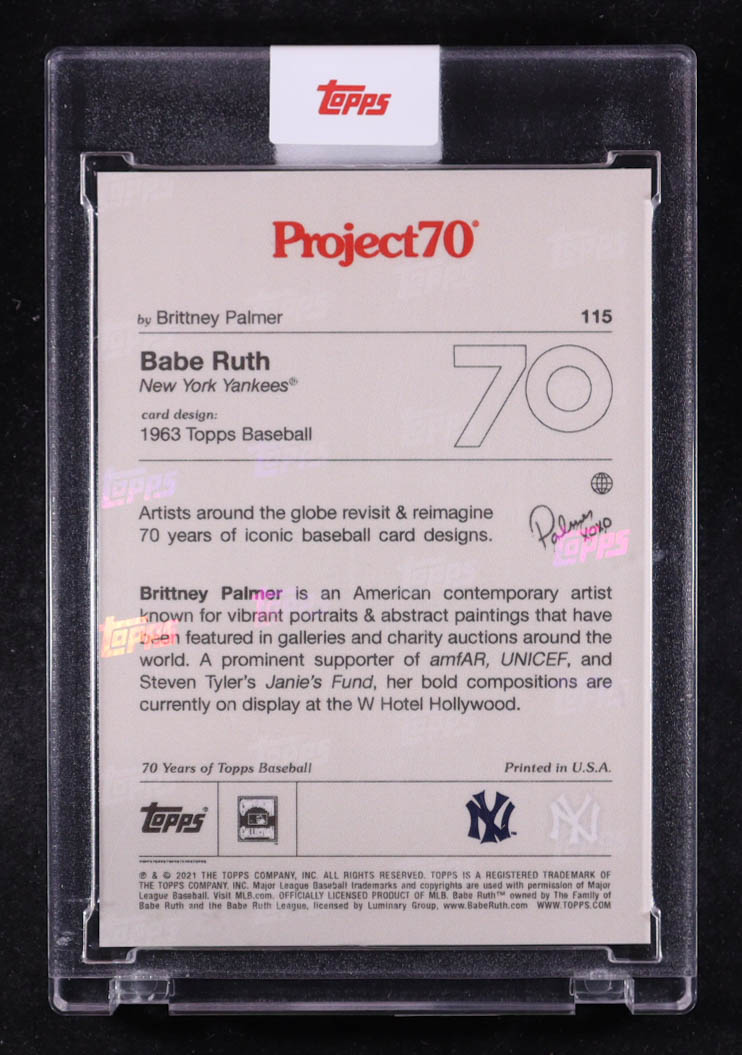 Topps
Project70®
by Brittney Palmer 115
Babe Ruth
New York Yankees®
card design:
1963 Topps Baseball
70
Artists around the globe revisit & reimagine
70 years of iconic baseball card designs.
Palmer
xoxo
Topps
Topps
Brittney Palmer is an American contemporary artist
known for vibrant portraits & abstract paintings that have
been featured in galleries and charity auctions around the
world. A prominent supporter of amfAR, UNICEF, and
Steven Tyler's Janie's Fund, her bold compositions are
currently on display at the W Hotel Hollywood.
Topps
70 Years of Topps Baseball Printed in U.S.A.
Topps
NY
NY
® & © 2021 THE TOPPS COMPANY, INC. ALL RIGHTS RESERVED. TOPPS IS A REGISTERED TRADEMARK OF
THE TOPPS COMPANY, INC. Major League Baseball trademarks and copyrights are used with permission of Major
League Baseball. Visit MLB.com. OFFICIALLY LICENSED PRODUCT OF MLB. Babe Ruth™ owned by The Family of
Babe Ruth and the Babe Ruth League, licensed by Luminary Group, www.BabeRuth.com WWW.TOPPS.COM